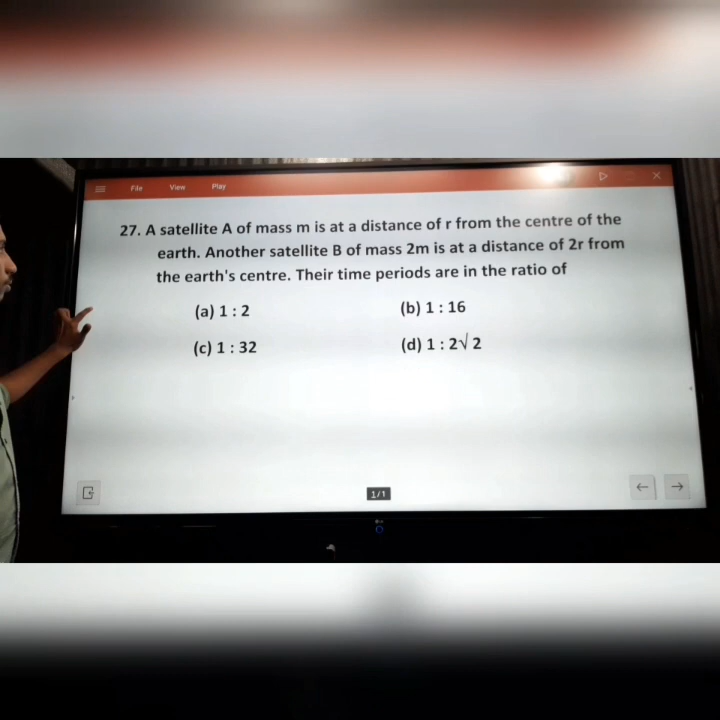 File View Play
27. A satellite A of mass m is at a distance of r from the centre of the
earth. Another satellite B of mass 2m is at a distance of 2r from
the earth's centre. Their time periods are in the ratio of
(a) 1 : 2 (b) 1 : 16
(c) 1 : 32 (d) 1 : 2√ 2
1/1